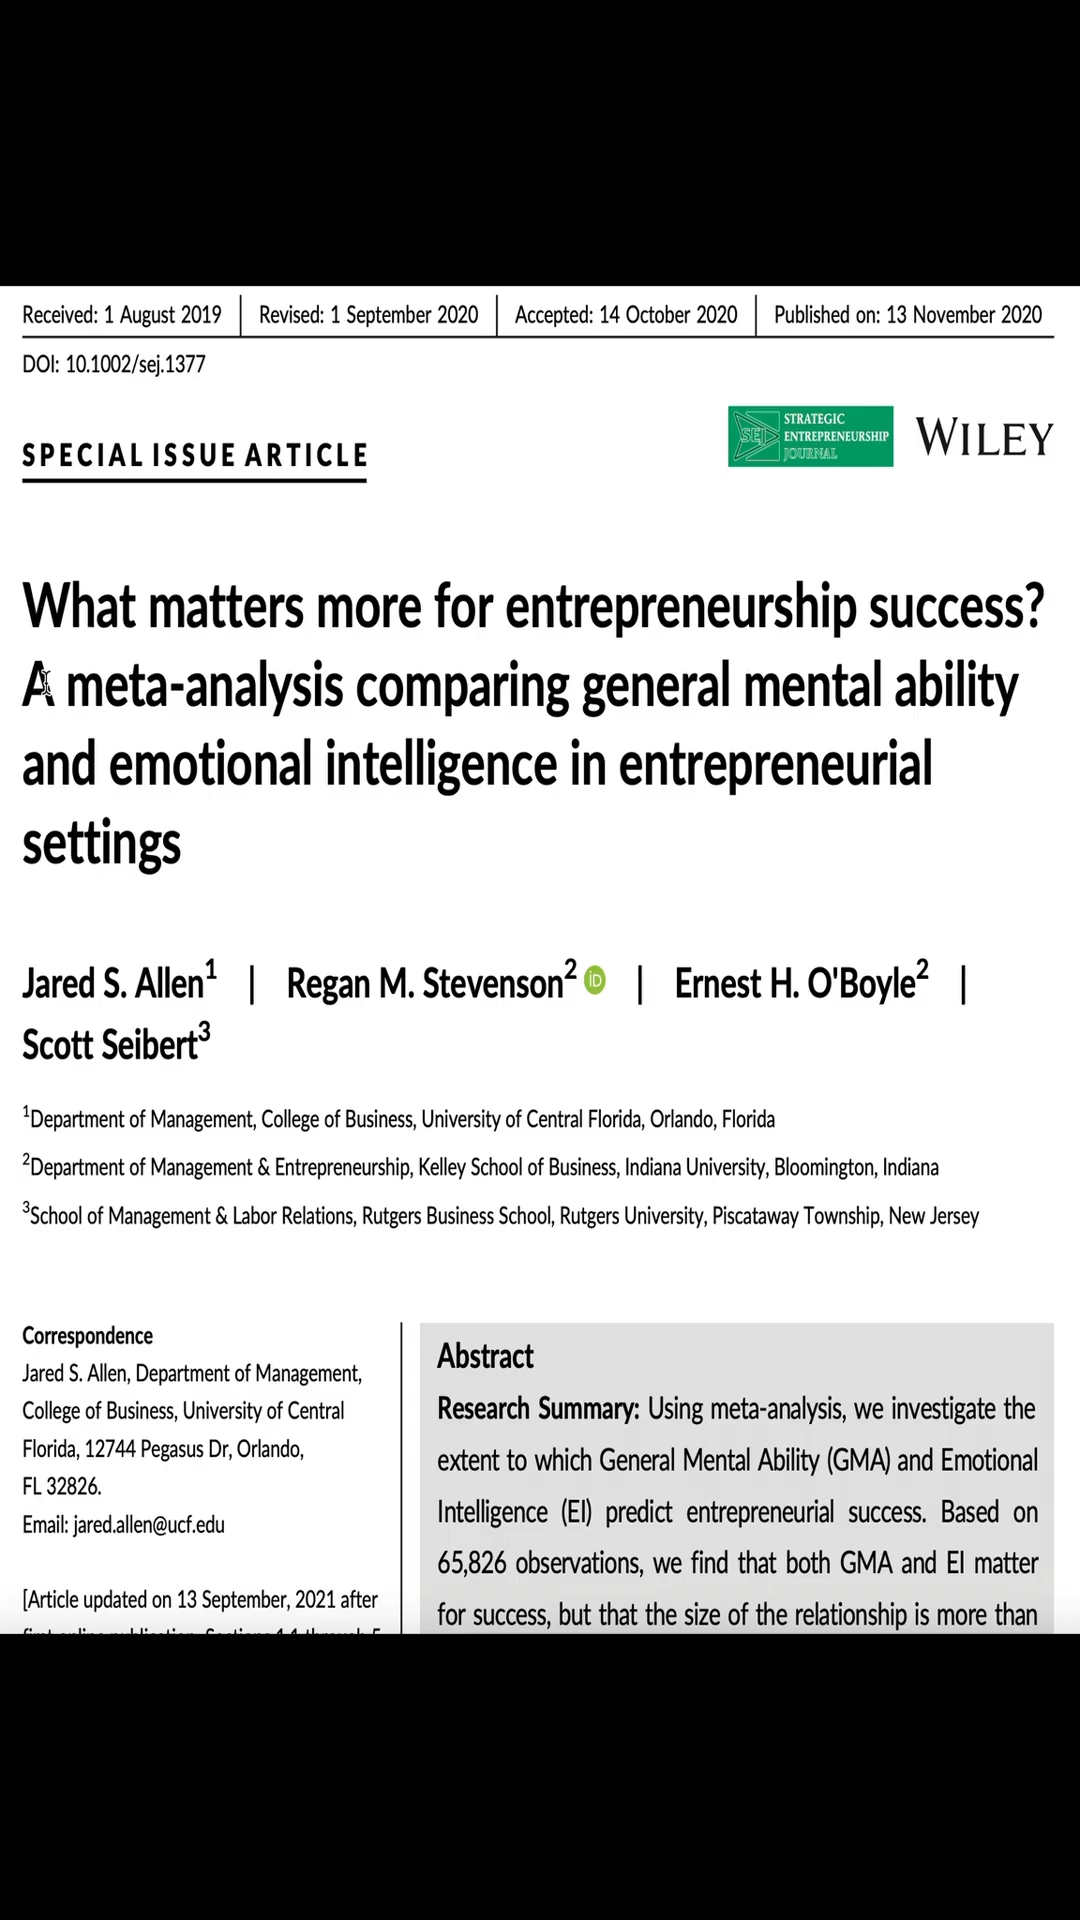 Received: 1 August 2019 | Revised: 1 September 2020 | Accepted: 14 October 2020 | Published on: 13 November 2020
DOI: 10.1002/sej.1377
SPECIAL ISSUE ARTICLE
SEJ
STRATEGIC
ENTREPRENEURSHIP
JOURNAL
WILEY
What matters more for entrepreneurship success?
A meta-analysis comparing general mental ability
and emotional intelligence in entrepreneurial
settings
Jared S. Allen¹ | Regan M. Stevenson² iD | Ernest H. O'Boyle² |
Scott Seibert³
¹Department of Management, College of Business, University of Central Florida, Orlando, Florida
²Department of Management & Entrepreneurship, Kelley School of Business, Indiana University, Bloomington, Indiana
³School of Management & Labor Relations, Rutgers Business School, Rutgers University, Piscataway Township, New Jersey
Correspondence
Jared S. Allen, Department of Management,
College of Business, University of Central
Florida, 12744 Pegasus Dr, Orlando,
FL 32826.
Email: jared.allen@ucf.edu
[Article updated on 13 September, 2021 after
Abstract
Research Summary: Using meta-analysis, we investigate the
extent to which General Mental Ability (GMA) and Emotional
Intelligence (EI) predict entrepreneurial success. Based on
65,826 observations, we find that both GMA and EI matter
for success, but that the size of the relationship is more than